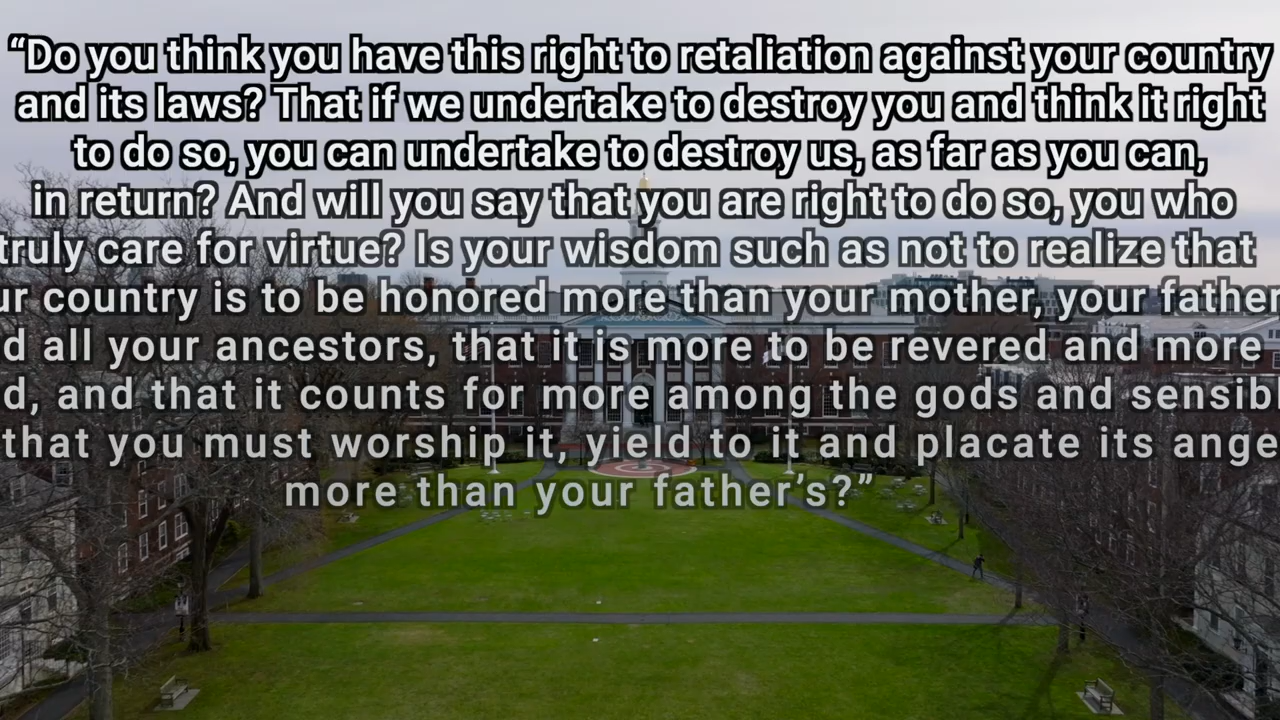 “Do you think you have this right to retaliation against your country
and its laws? That if we undertake to destroy you and think it right
to do so, you can undertake to destroy us, as far as you can,
in return? And will you say that you are right to do so, you who
truly care for virtue? Is your wisdom such as not to realize that
ur country is to be honored more than your mother, your father
d all your ancestors, that it is more to be revered and more
d, and that it counts for more among the gods and sensibl
that you must worship it, yield to it and placate its ange
more than your father’s?”